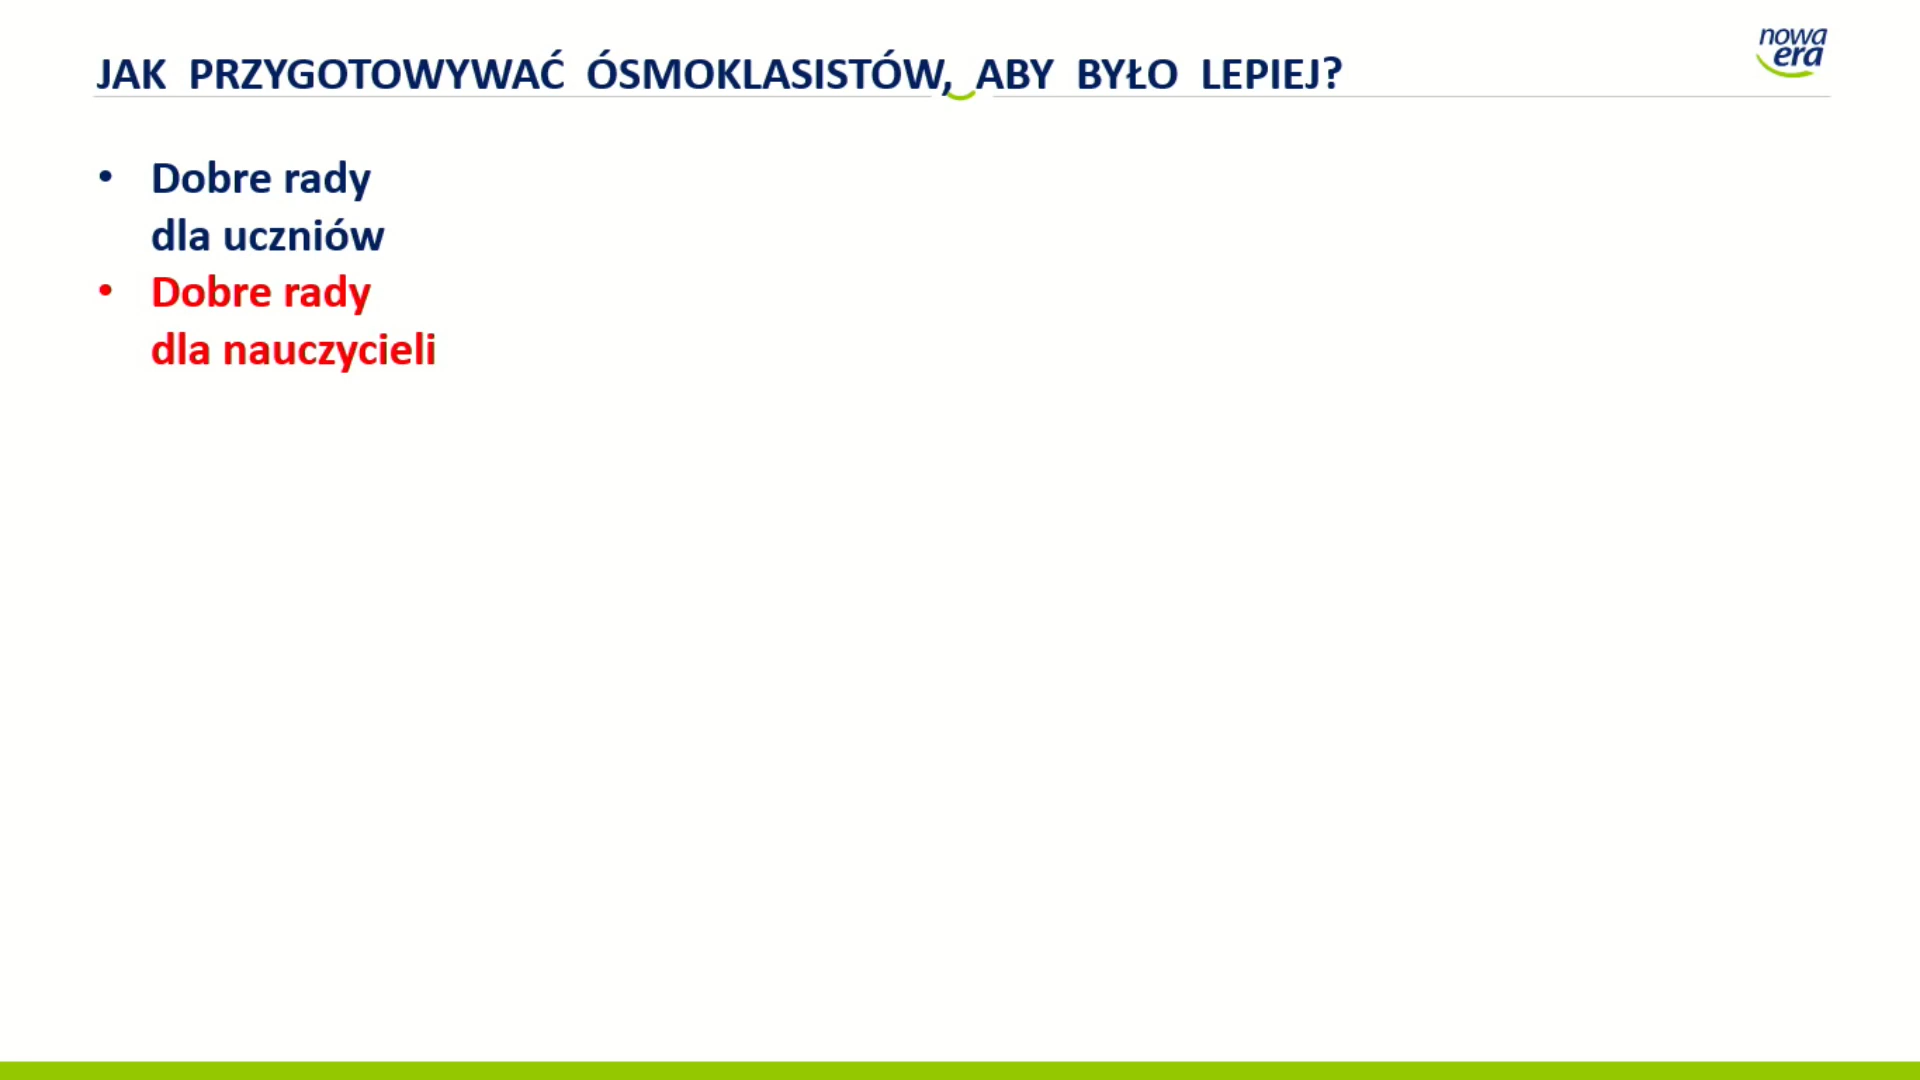 JAK PRZYGOTOWYWAĆ ÓSMOKLASISTÓW, ABY BYŁO LEPIEJ?
nowa
era
• Dobre rady
dla uczniów
• Dobre rady
dla nauczycieli